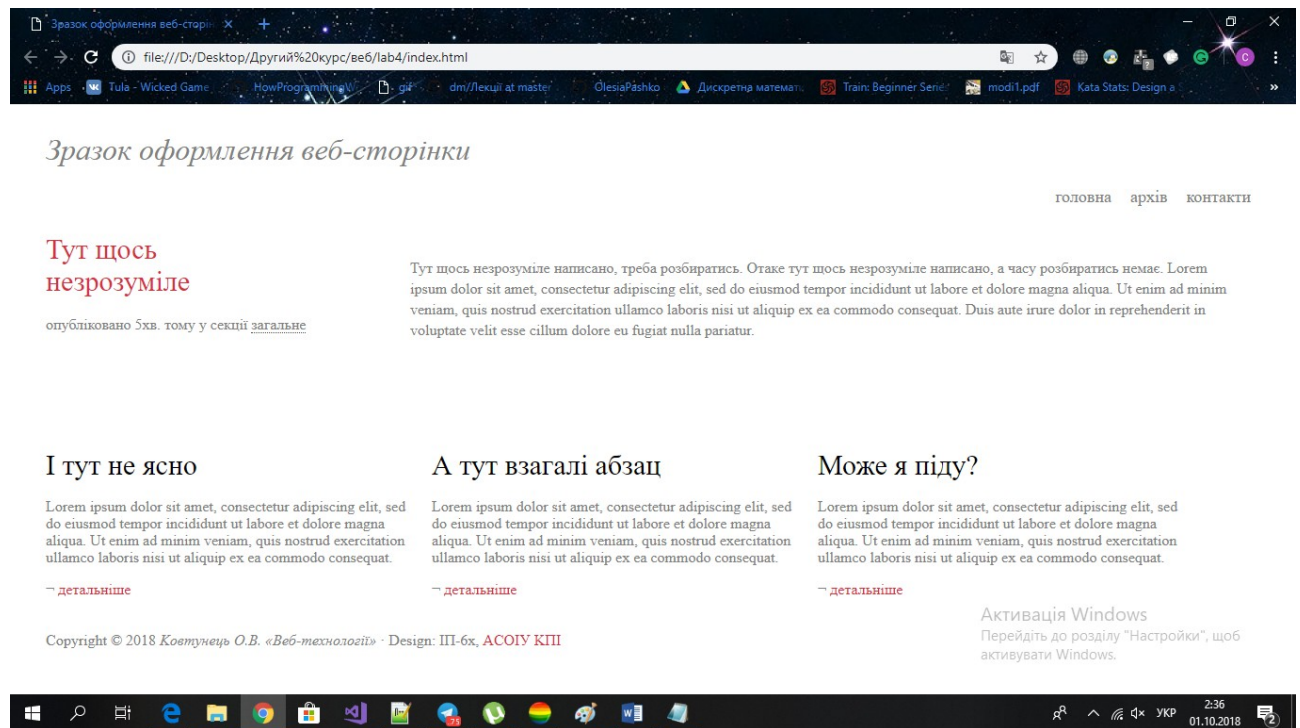 Зразок оформлення веб-сторін
file:///D:/Desktop/Другий%20курс/веб/lab4/index.html
Apps Tula - Wicked Game HowProgrammingW gif dm/Лекції at master OlesiaPashko Дискретна математ Train: Beginner Serie modi1.pdf Kata Stats: Design a S »
Зразок оформлення веб-сторінки
головна архів контакти
Тут щось
незрозуміле
опубліковано 5хв. тому у секції загальне
Тут щось незрозуміле написано, треба розбиратись. Отаке тут щось незрозуміле написано, а часу розбиратись немає. Lorem
ipsum dolor sit amet, consectetur adipiscing elit, sed do eiusmod tempor incididunt ut labore et dolore magna aliqua. Ut enim ad minim
veniam, quis nostrud exercitation ullamco laboris nisi ut aliquip ex ea commodo consequat. Duis aute irure dolor in reprehenderit in
voluptate velit esse cillum dolore eu fugiat nulla pariatur.
І тут не ясно
Lorem ipsum dolor sit amet, consectetur adipiscing elit, sed
do eiusmod tempor incididunt ut labore et dolore magna
aliqua. Ut enim ad minim veniam, quis nostrud exercitation
ullamco laboris nisi ut aliquip ex ea commodo consequat.
¬ детальніше
А тут взагалі абзац
Lorem ipsum dolor sit amet, consectetur adipiscing elit, sed
do eiusmod tempor incididunt ut labore et dolore magna
aliqua. Ut enim ad minim veniam, quis nostrud exercitation
ullamco laboris nisi ut aliquip ex ea commodo consequat.
¬ детальніше
Може я піду?
Lorem ipsum dolor sit amet, consectetur adipiscing elit, sed
do eiusmod tempor incididunt ut labore et dolore magna
aliqua. Ut enim ad minim veniam, quis nostrud exercitation
ullamco laboris nisi ut aliquip ex ea commodo consequat.
¬ детальніше
Copyright © 2018 Ковтунець О.В. «Веб-технології» · Design: ІП-6х, АСОІУ КПІ
Активація Windows
Перейдіть до розділу "Настройки", щоб
активувати Windows.
УКР
2:36
01.10.2018